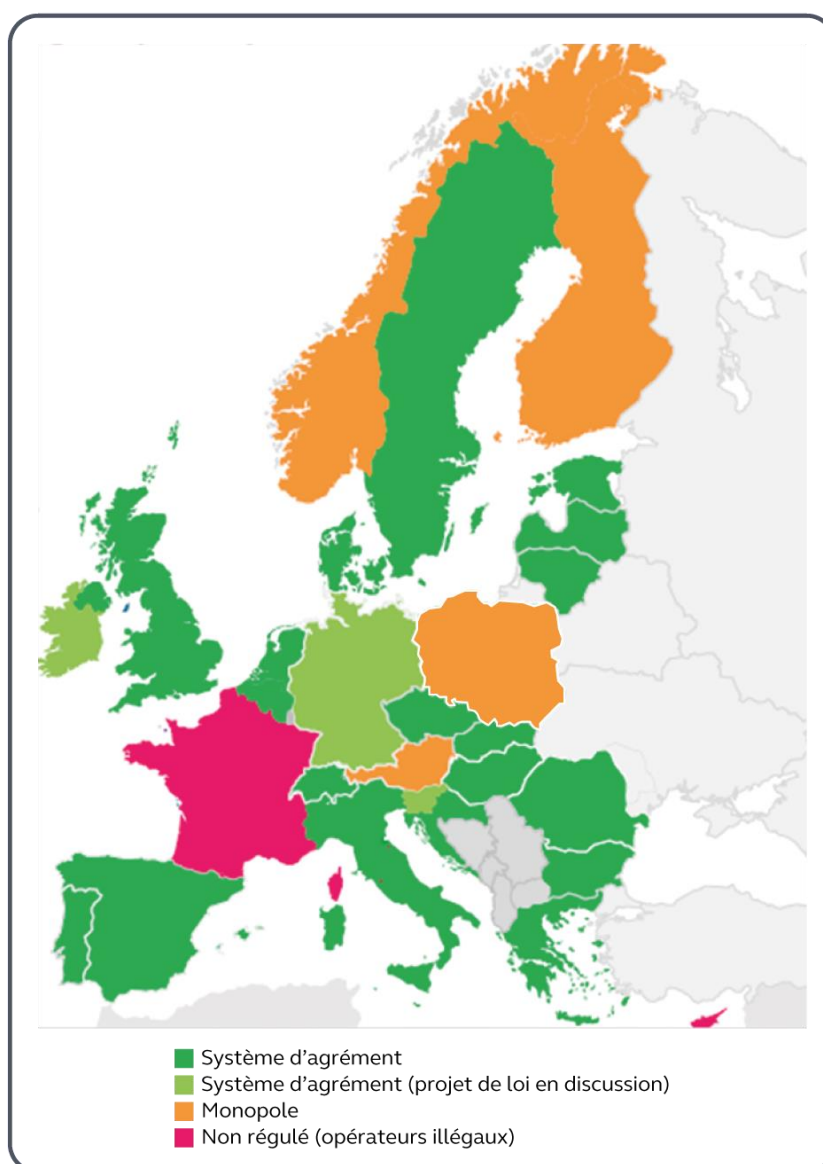 Système d'agrément
Système d'agrément (projet de loi en discussion)
Monopole
Non régulé (opérateurs illégaux)